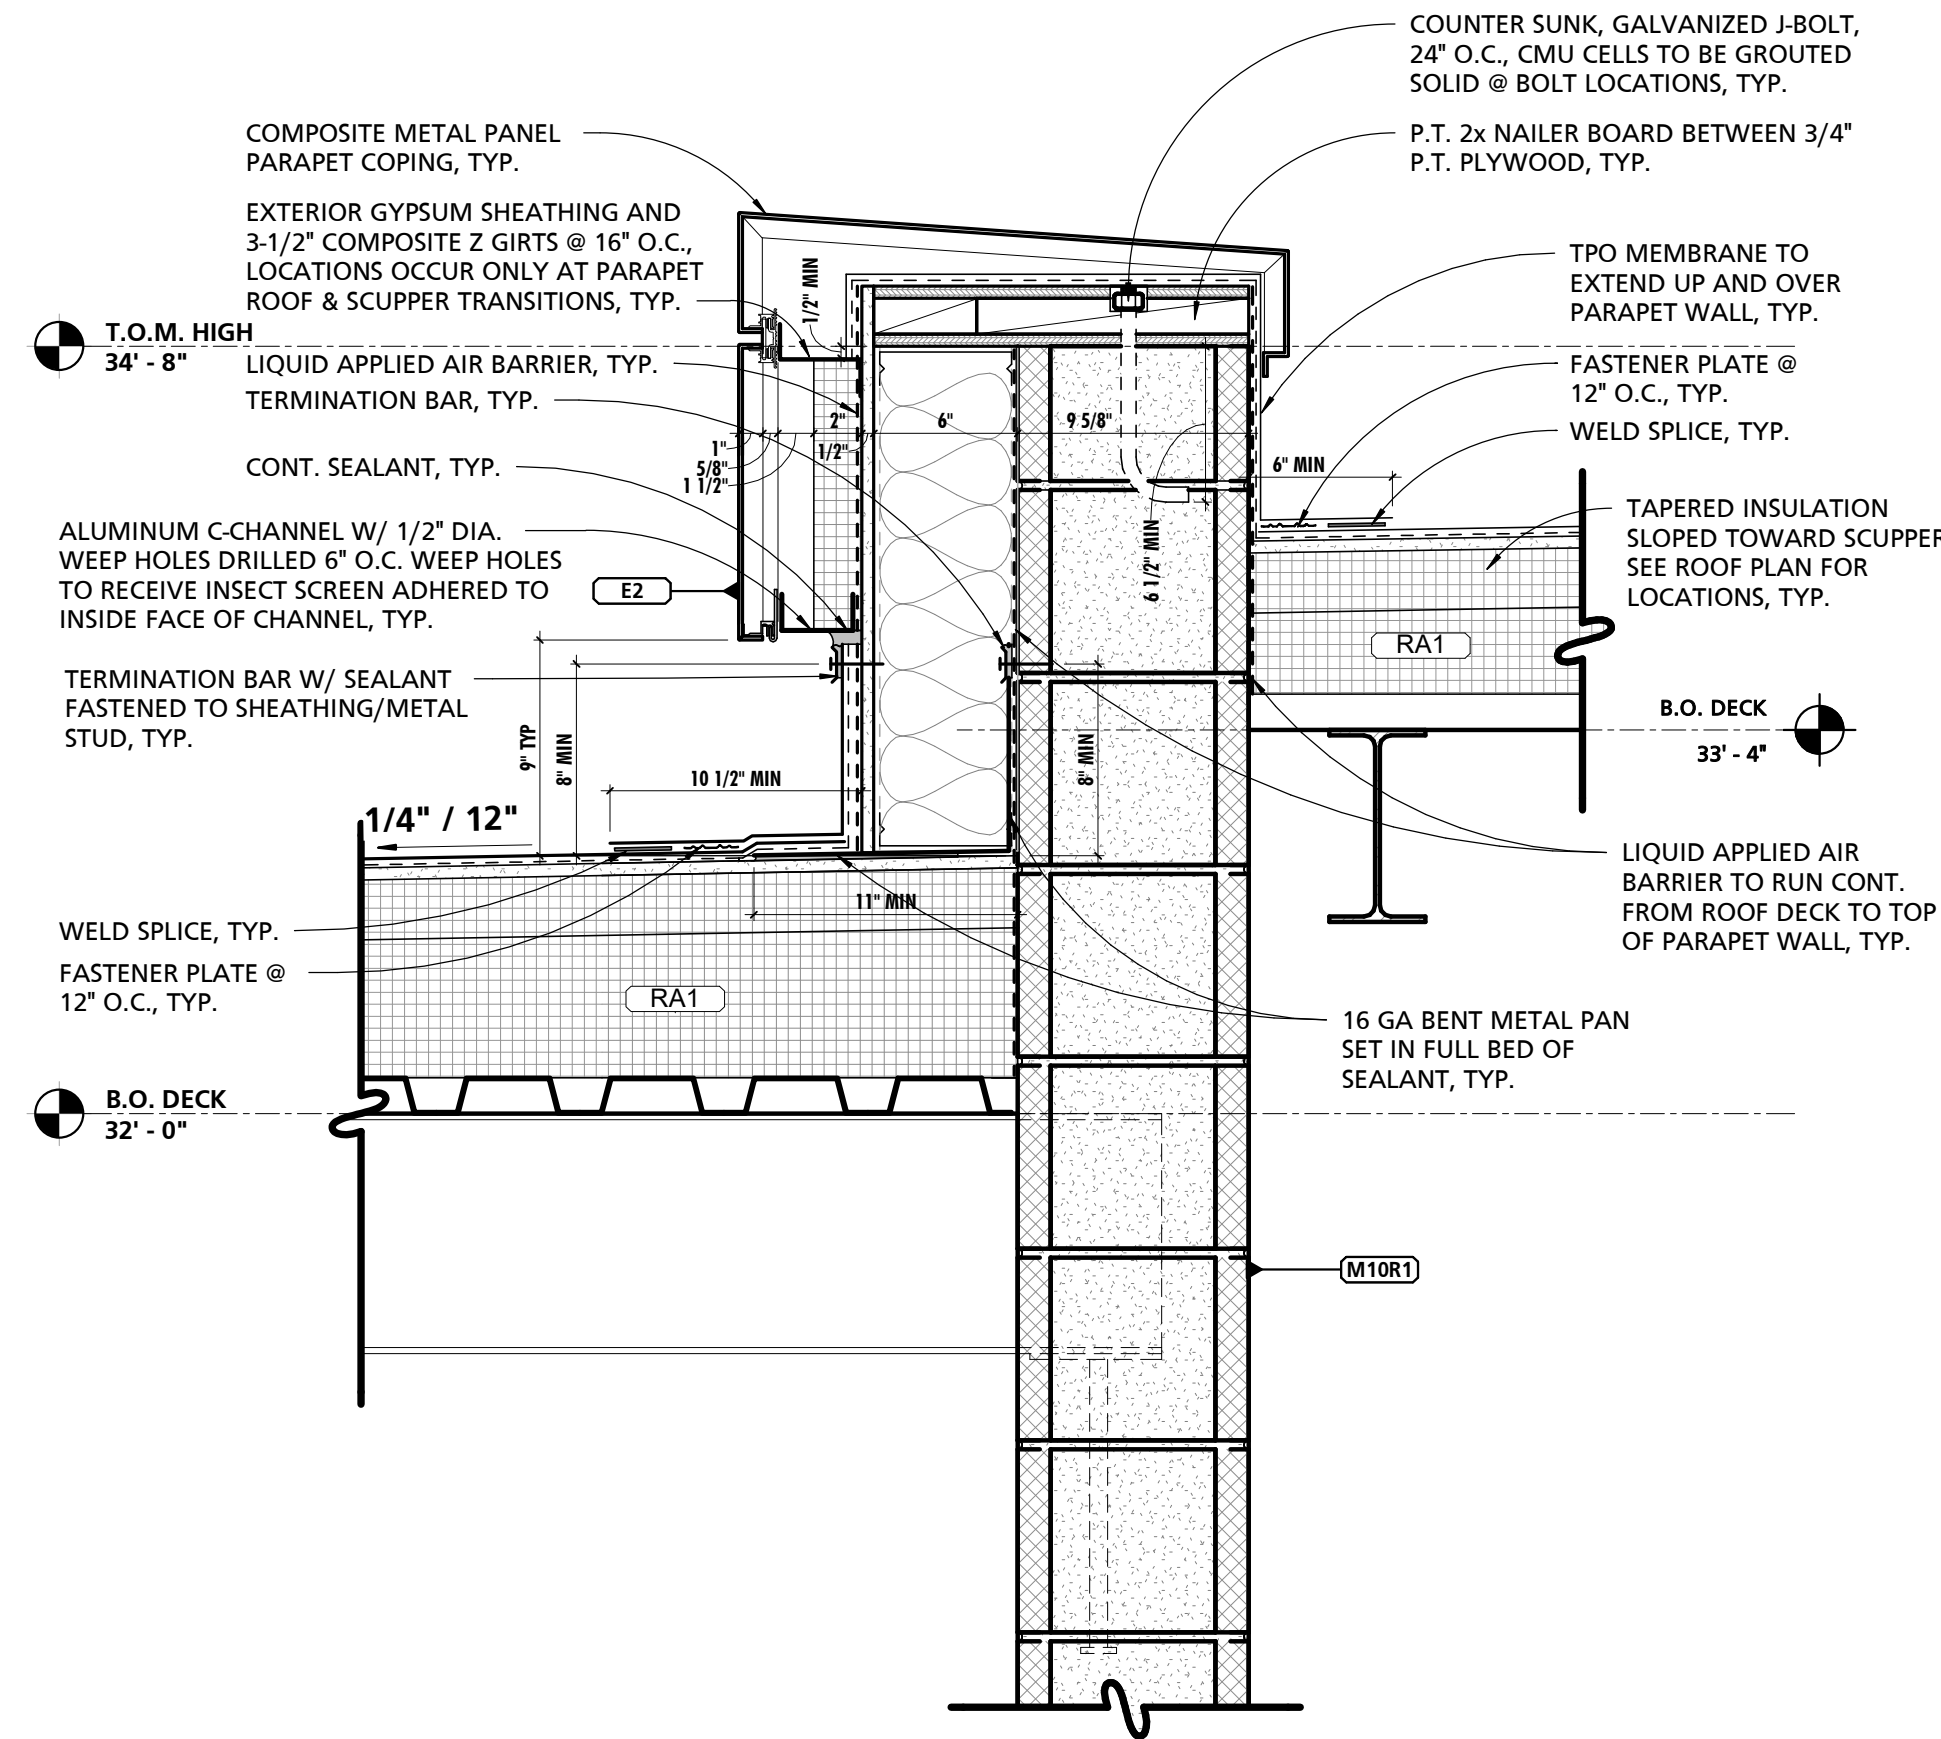 COUNTER SUNK, GALVANIZED J-BOLT,
24" O.C., CMU CELLS TO BE GROUTED
SOLID @ BOLT LOCATIONS, TYP.
COMPOSITE METAL PANEL
PARAPET COPING, TYP.
P.T. 2x NAILER BOARD BETWEEN 3/4"
P.T. PLYWOOD, TYP.
EXTERIOR GYPSUM SHEATHING AND
3-1/2" COMPOSITE Z GIRTS @ 16" O.C.,
LOCATIONS OCCUR ONLY AT PARAPET
ROOF & SCUPPER TRANSITIONS, TYP.
1/2" MIN
TPO MEMBRANE TO
EXTEND UP AND OVER
PARAPET WALL, TYP.
T.O.M. HIGH
34' - 8"
LIQUID APPLIED AIR BARRIER, TYP.
TERMINATION BAR, TYP.
FASTENER PLATE @
12" O.C., TYP.
WELD SPLICE, TYP.
2"
6"
9 5/8"
1"
1/2"
5/8"
1 1/2"
CONT. SEALANT, TYP.
6" MIN
TAPERED INSULATION
SLOPED TOWARD SCUPPER
SEE ROOF PLAN FOR
LOCATIONS, TYP.
ALUMINUM C-CHANNEL W/ 1/2" DIA.
WEEP HOLES DRILLED 6" O.C. WEEP HOLES
TO RECEIVE INSECT SCREEN ADHERED TO
INSIDE FACE OF CHANNEL, TYP.
E2
6 1/2" MIN
RA1
TERMINATION BAR W/ SEALANT
FASTENED TO SHEATHING/METAL
STUD, TYP.
B.O. DECK
33' - 4"
9" TYP
8" MIN
10 1/2" MIN
8" MIN
1/4" / 12"
LIQUID APPLIED AIR
BARRIER TO RUN CONT.
FROM ROOF DECK TO TOP
OF PARAPET WALL, TYP.
11" MIN
WELD SPLICE, TYP.
FASTENER PLATE @
12" O.C., TYP.
RA1
16 GA BENT METAL PAN
SET IN FULL BED OF
SEALANT, TYP.
B.O. DECK
32' - 0"
M10R1